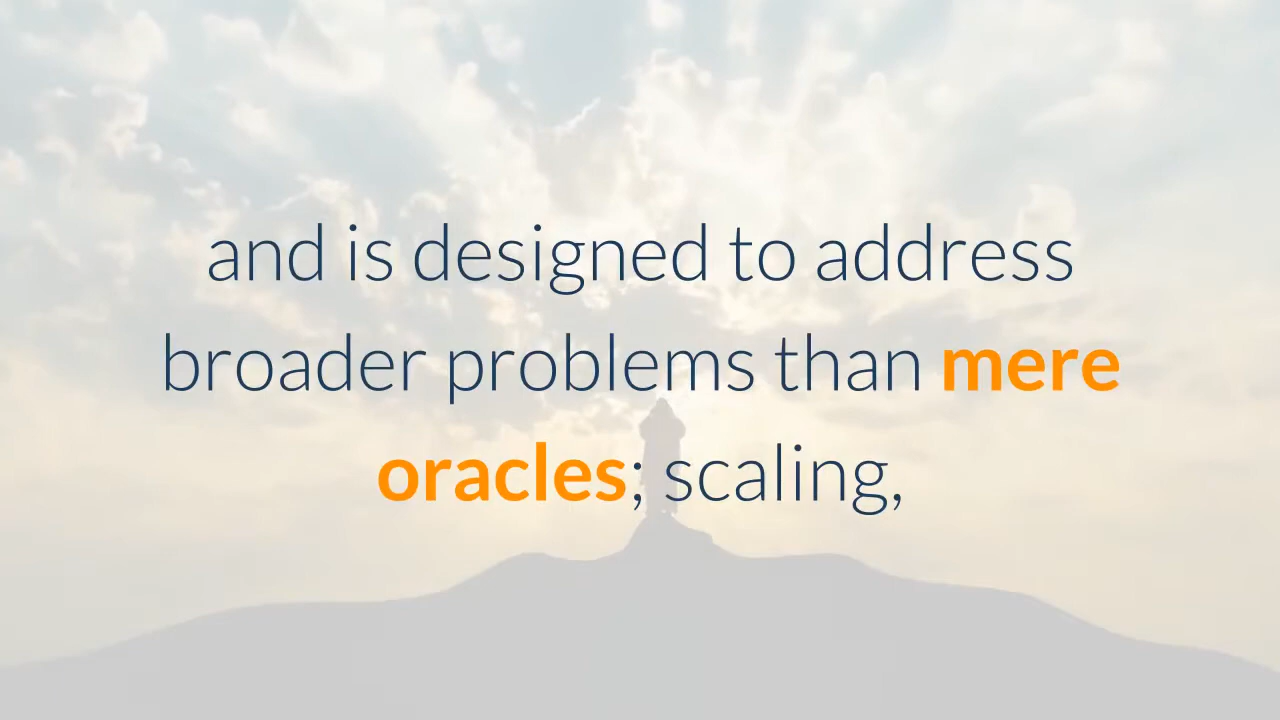 and is designed to address
broader problems than mere
oracles; scaling,